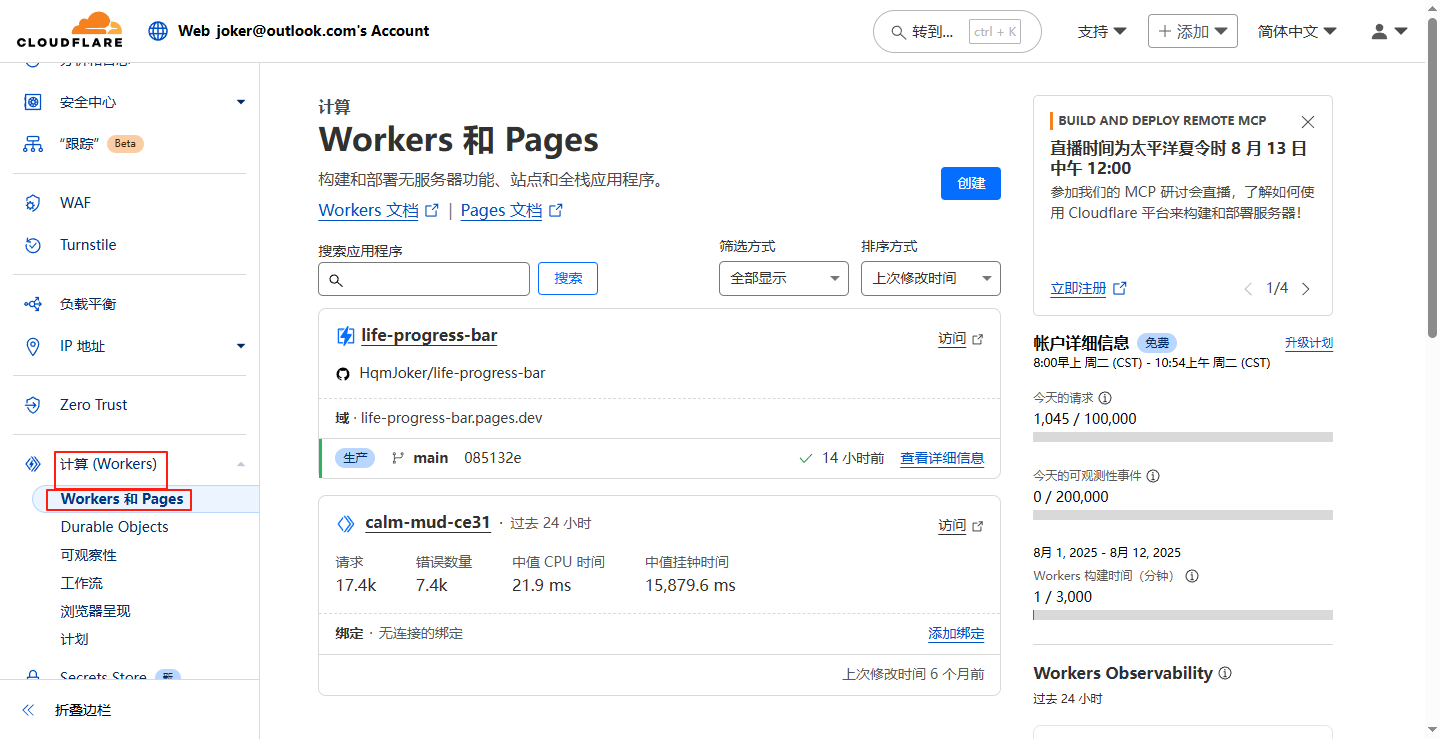 CLOUDFLARE
Web joker@outlook.com's Account
转到... ctrl + K
支持
添加
简体中文
分析和日志
安全中心
“跟踪” Beta
WAF
Turnstile
负载平衡
IP 地址
Zero Trust
计算 (Workers)
Workers 和 Pages
Durable Objects
可观察性
工作流
浏览器呈现
计划
Secrets Store 新
折叠边栏
计算
Workers 和 Pages
构建和部署无服务器功能、站点和全栈应用程序。
Workers 文档 | Pages 文档
创建
搜索应用程序
搜索
筛选方式
全部显示
排序方式
上次修改时间
life-progress-bar
访问
HqmJoker/life-progress-bar
域 · life-progress-bar.pages.dev
生产 main 085132e 14 小时前 查看详细信息
calm-mud-ce31 · 过去 24 小时
访问
请求 错误数量 中值 CPU 时间 中值挂钟时间
17.4k 7.4k 21.9 ms 15,879.6 ms
绑定 · 无连接的绑定 添加绑定
上次修改时间 6 个月前
BUILD AND DEPLOY REMOTE MCP
直播时间为太平洋夏令时 8 月 13 日
中午 12:00
参加我们的 MCP 研讨会直播，了解如何使
用 Cloudflare 平台来构建和部署服务器！
立即注册 1/4
帐户详细信息 免费 升级计划
8:00早上 周二 (CST) - 10:54上午 周二 (CST)
今天的请求
1,045 / 100,000
今天的可观测性事件
0 / 200,000
8月 1, 2025 - 8月 12, 2025
Workers 构建时间（分钟）
1 / 3,000
Workers Observability
过去 24 小时